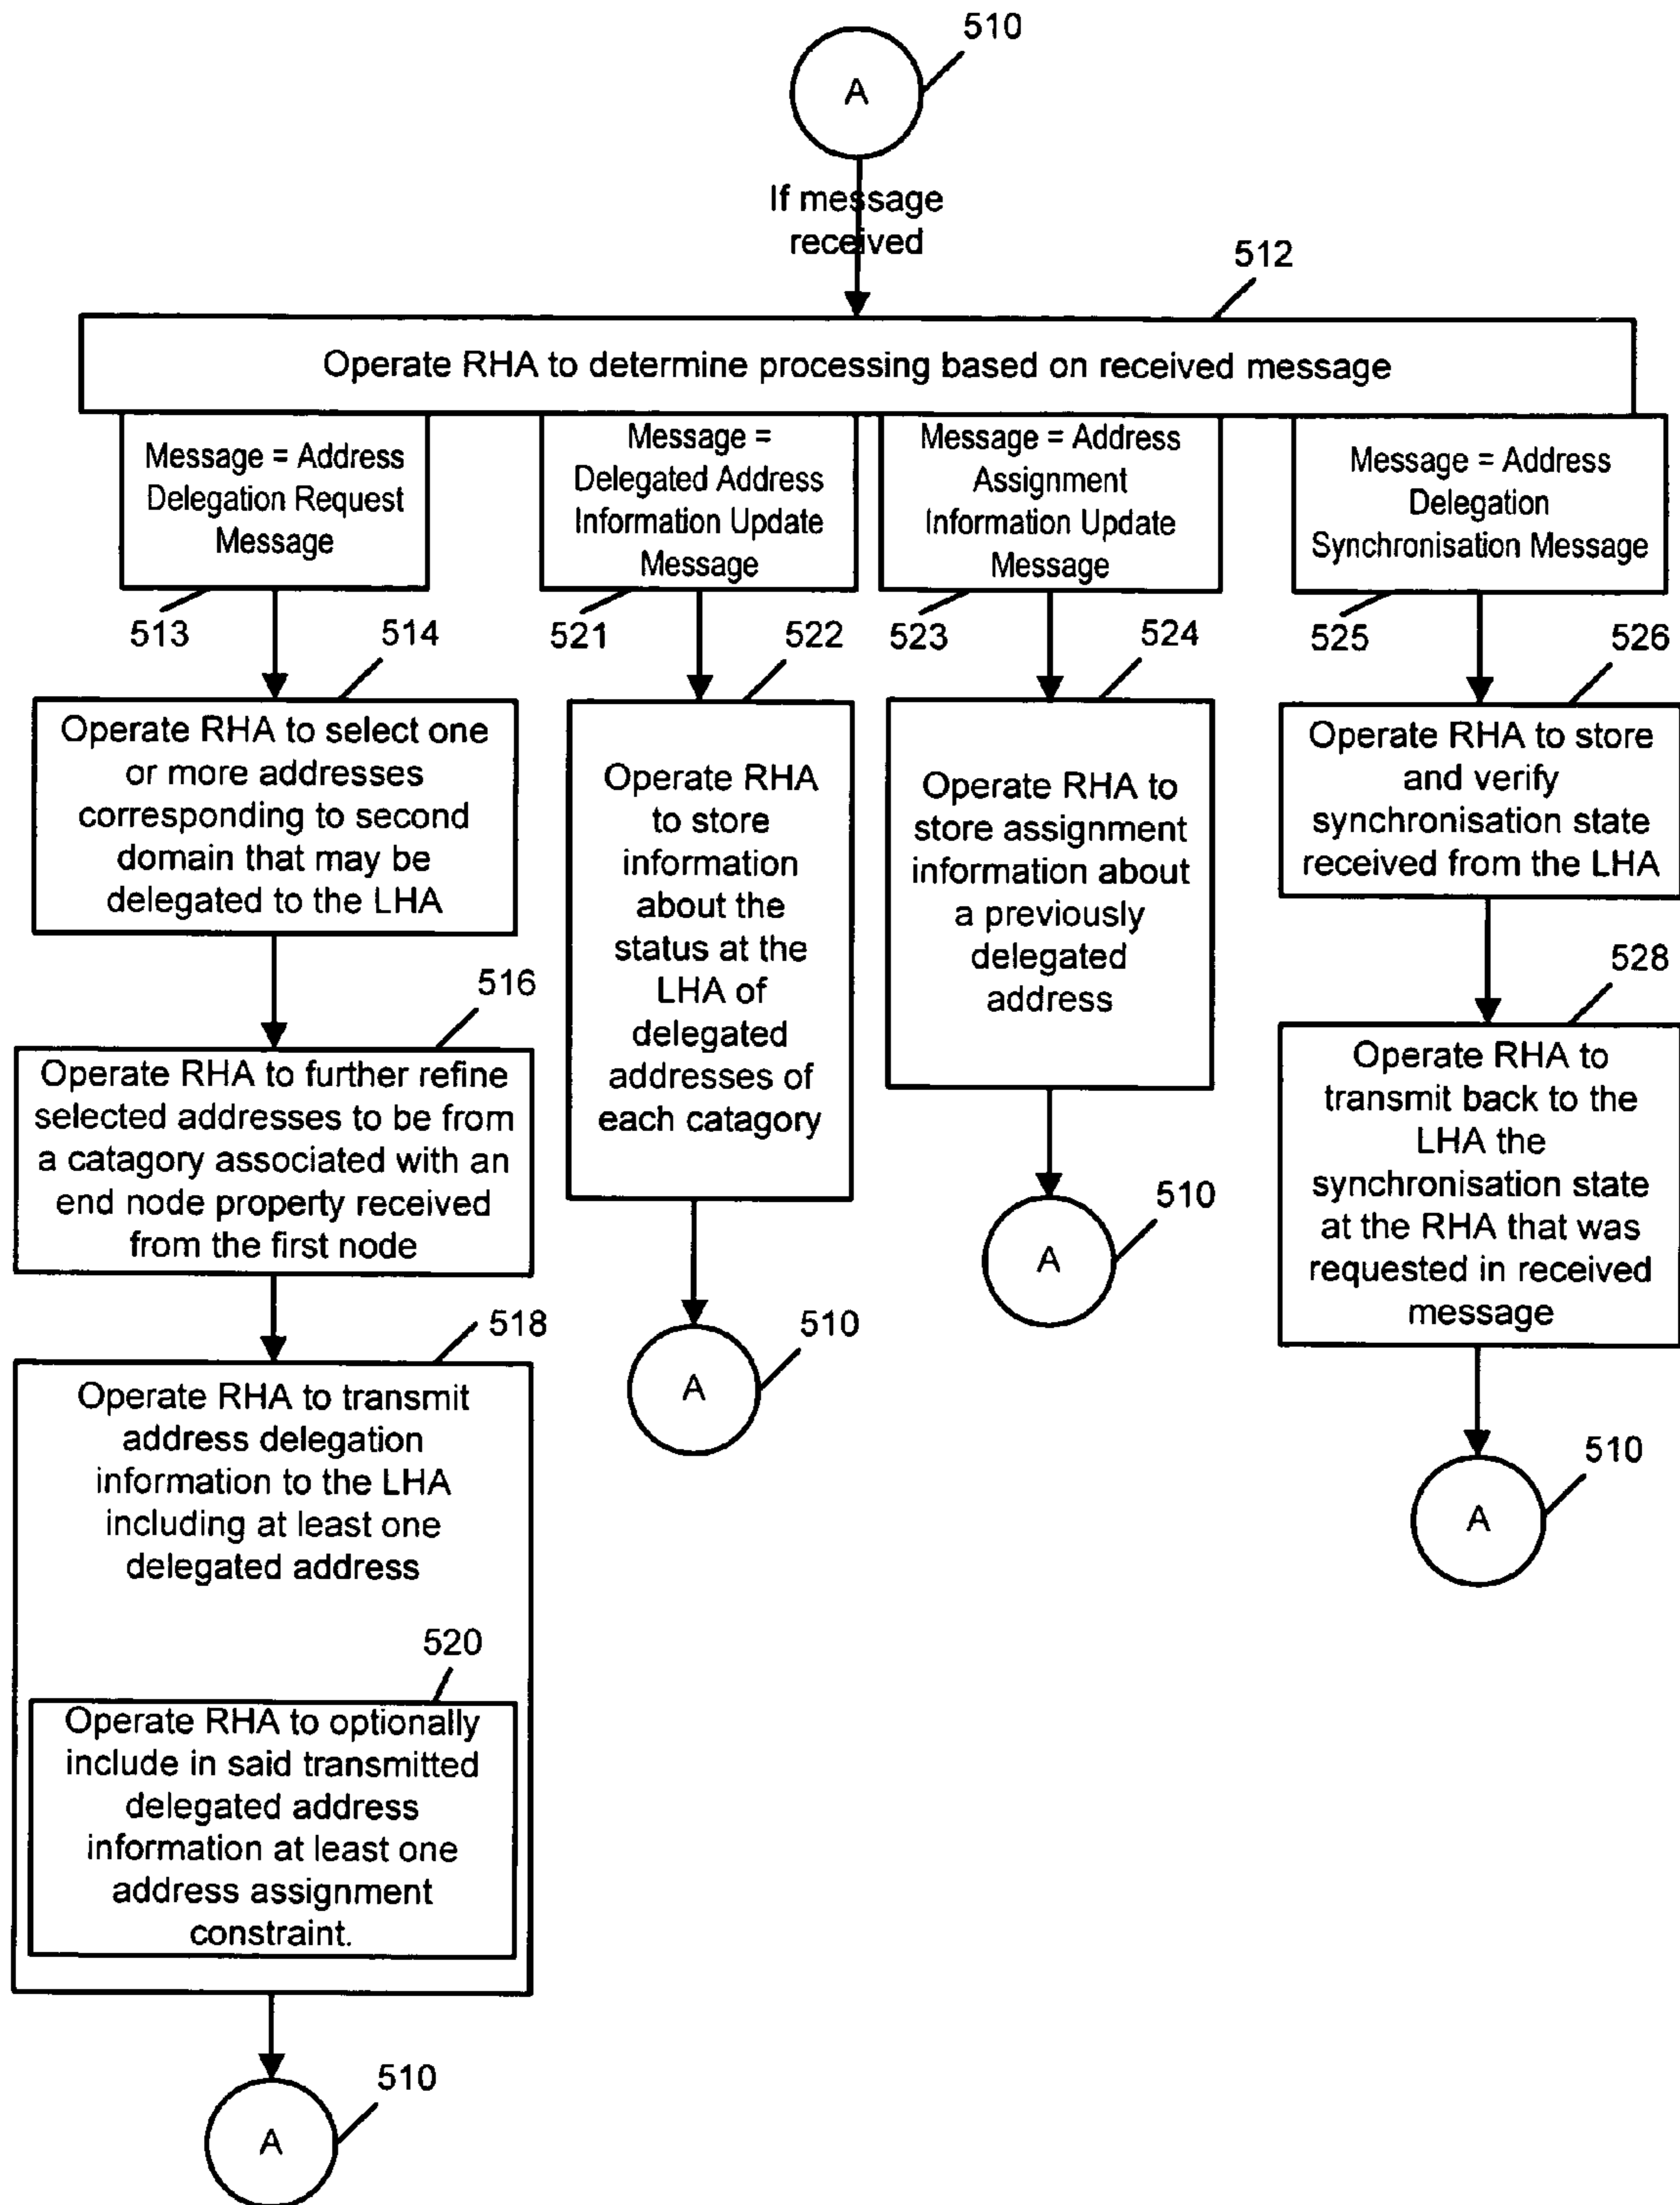 510
A
If message
received
512
Operate RHA to determine processing based on received message
Message = Address
Delegation Request
Message
Message =
Delegated Address
Information Update
Message
Message = Address
Assignment
Information Update
Message
Message = Address
Delegation
Synchronisation Message
513
514
521
522
523
524
525
526
Operate RHA to select one
or more addresses
corresponding to second
domain that may be
delegated to the LHA
516
Operate RHA to further refine
selected addresses to be from
a catagory associated with an
end node property received
from the first node
518
Operate RHA to transmit
address delegation
information to the LHA
including at least one
delegated address
520
Operate RHA to optionally
include in said transmitted
delegated address
information at least one
address assignment
constraint.
510
A
Operate RHA
to store
information
about the
status at the
LHA of
delegated
addresses of
each catagory
510
A
Operate RHA to
store assignment
information about
a previously
delegated
address
510
A
Operate RHA to store
and verify
synchronisation state
received from the LHA
528
Operate RHA to
transmit back to the
LHA the
synchronisation state
at the RHA that was
requested in received
message
510
A